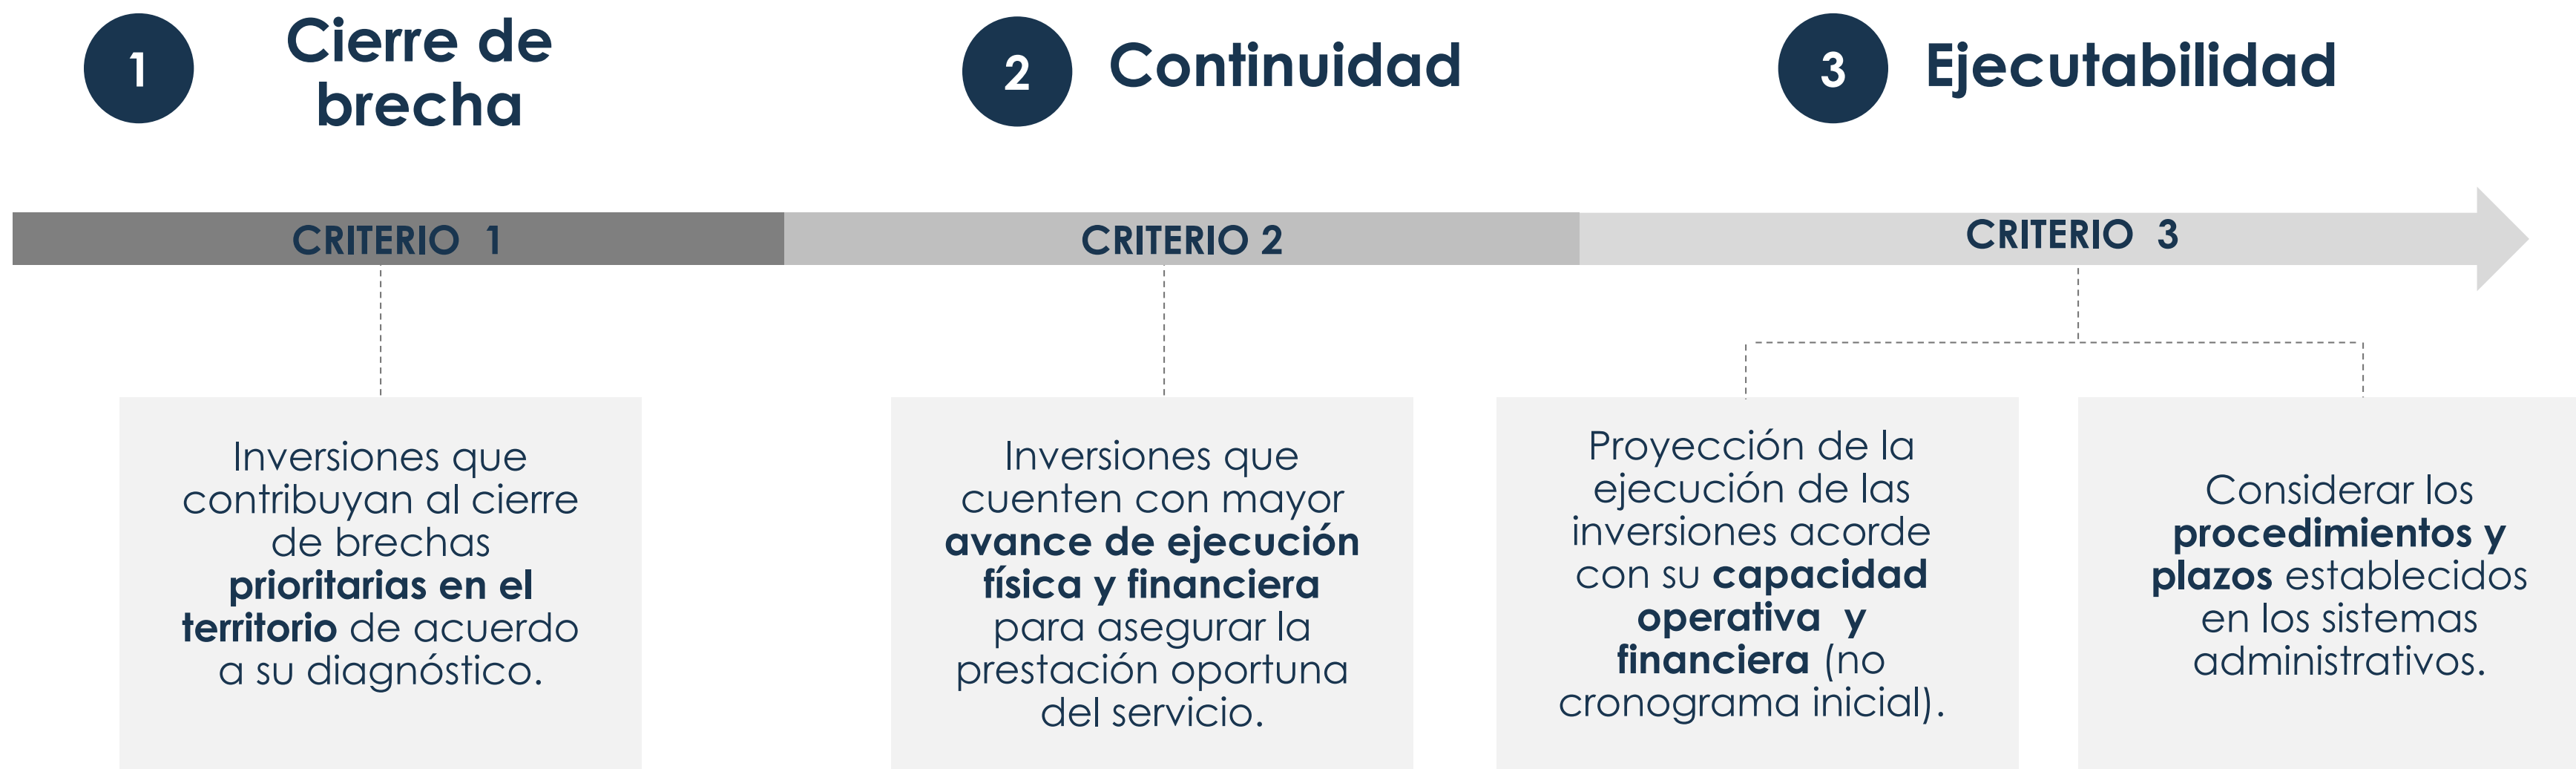 1
Cierre de
brecha
2
Continuidad
3
Ejecutabilidad
CRITERIO 1
CRITERIO 2
CRITERIO 3
Inversiones que
contribuyan al cierre
de brechas
prioritarias en el
territorio de acuerdo
a su diagnóstico.
Inversiones que
cuenten con mayor
avance de ejecución
física y financiera
para asegurar la
prestación oportuna
del servicio.
Proyección de la
ejecución de las
inversiones acorde
con su capacidad
operativa y
financiera (no
cronograma inicial).
Considerar los
procedimientos y
plazos establecidos
en los sistemas
administrativos.